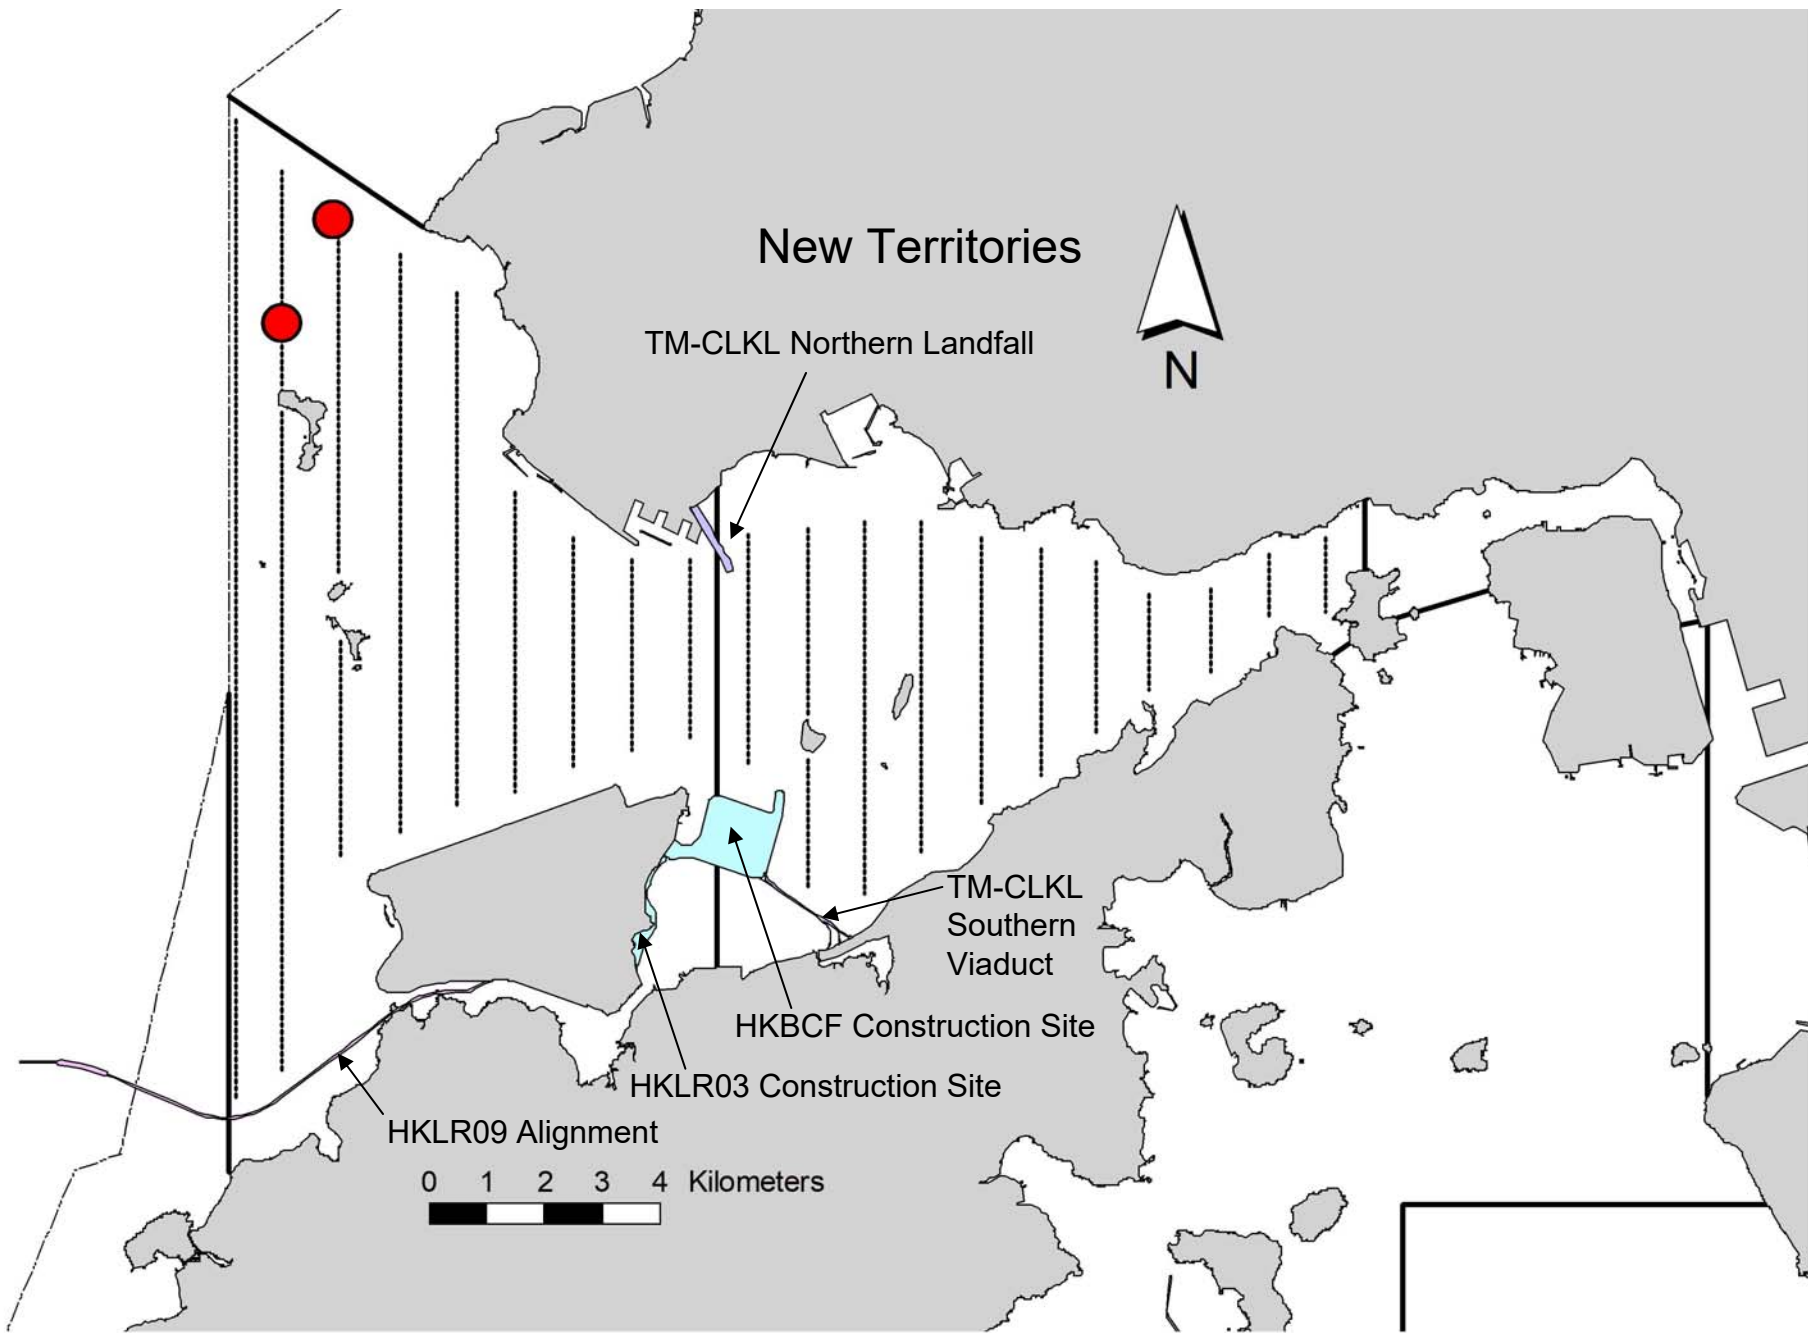 New Territories
TM-CLKL Northern Landfall
N
TM-CLKL
Southern
Viaduct
HKBCF Construction Site
HKLR03 Construction Site
HKLR09 Alignment
0 1 2 3 4 Kilometers